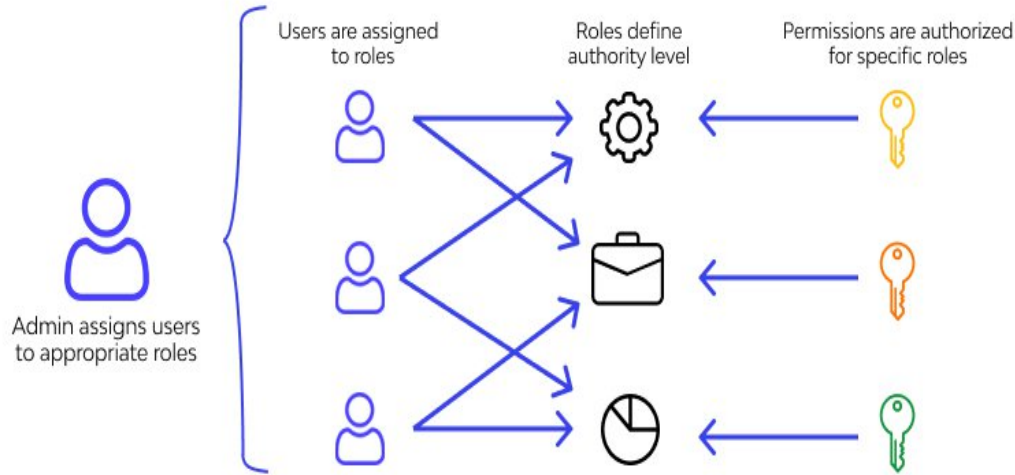 Users are assigned
to roles
Roles define
authority level
Permissions are authorized
for specific roles
Admin assigns users
to appropriate roles